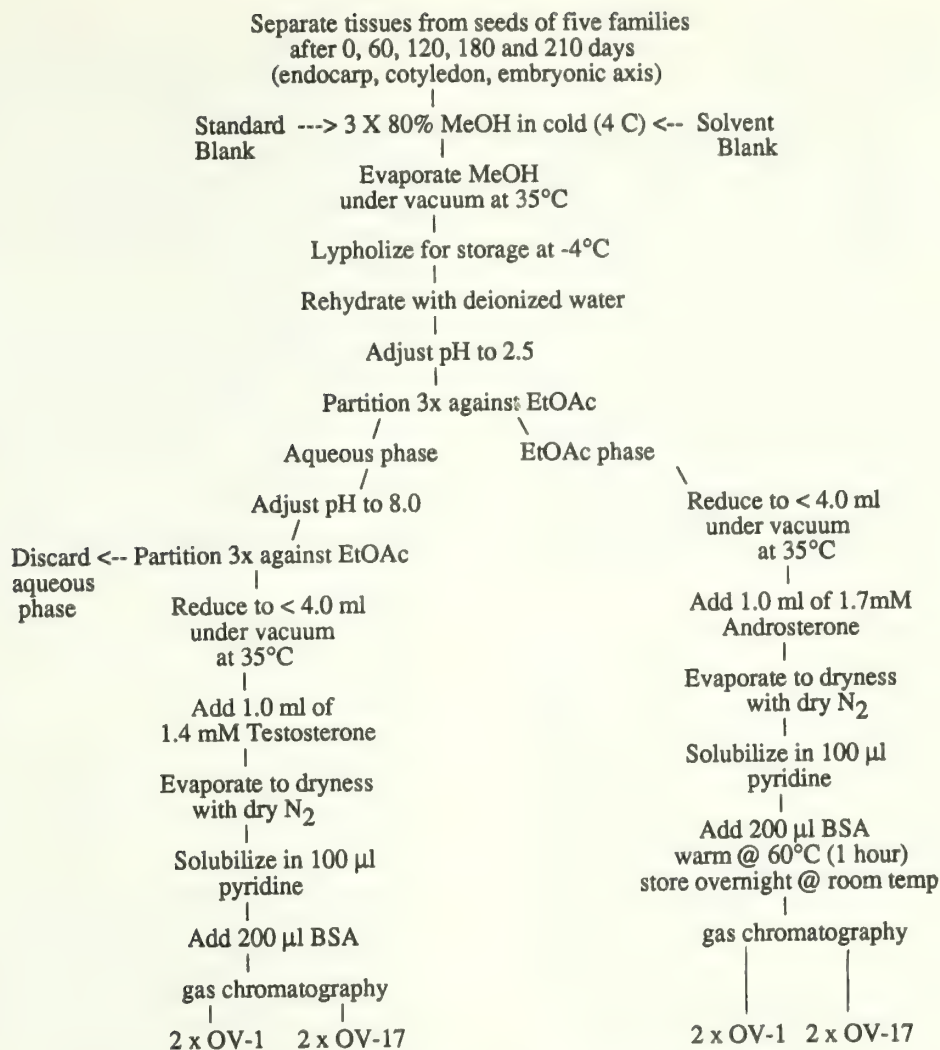 Separate tissues from seeds of five families
after 0, 60, 120, 180 and 210 days
(endocarp, cotyledon, embryonic axis)
Standard ---> 3 X 80% MeOH in cold (4 C) <-- Solvent
Blank Blank
Evaporate MeOH
under vacuum at 35°C
Lypholize for storage at -4°C
Rehydrate with deionized water
Adjust pH to 2.5
Partition 3x against EtOAc
Aqueous phase EtOAc phase
Adjust pH to 8.0
Discard <-- Partition 3x against EtOAc
aqueous
phase
Reduce to < 4.0 ml
under vacuum
at 35°C
Add 1.0 ml of
1.4 mM Testosterone
Evaporate to dryness
with dry N2
Solubilize in 100 µl
pyridine
Add 200 µl BSA
gas chromatography
2 x OV-1 2 x OV-17
Reduce to < 4.0 ml
under vacuum
at 35°C
Add 1.0 ml of 1.7mM
Androsterone
Evaporate to dryness
with dry N2
Solubilize in 100 µl
pyridine
Add 200 µl BSA
warm @ 60°C (1 hour)
store overnight @ room temp
gas chromatography
2 x OV-1 2 x OV-17